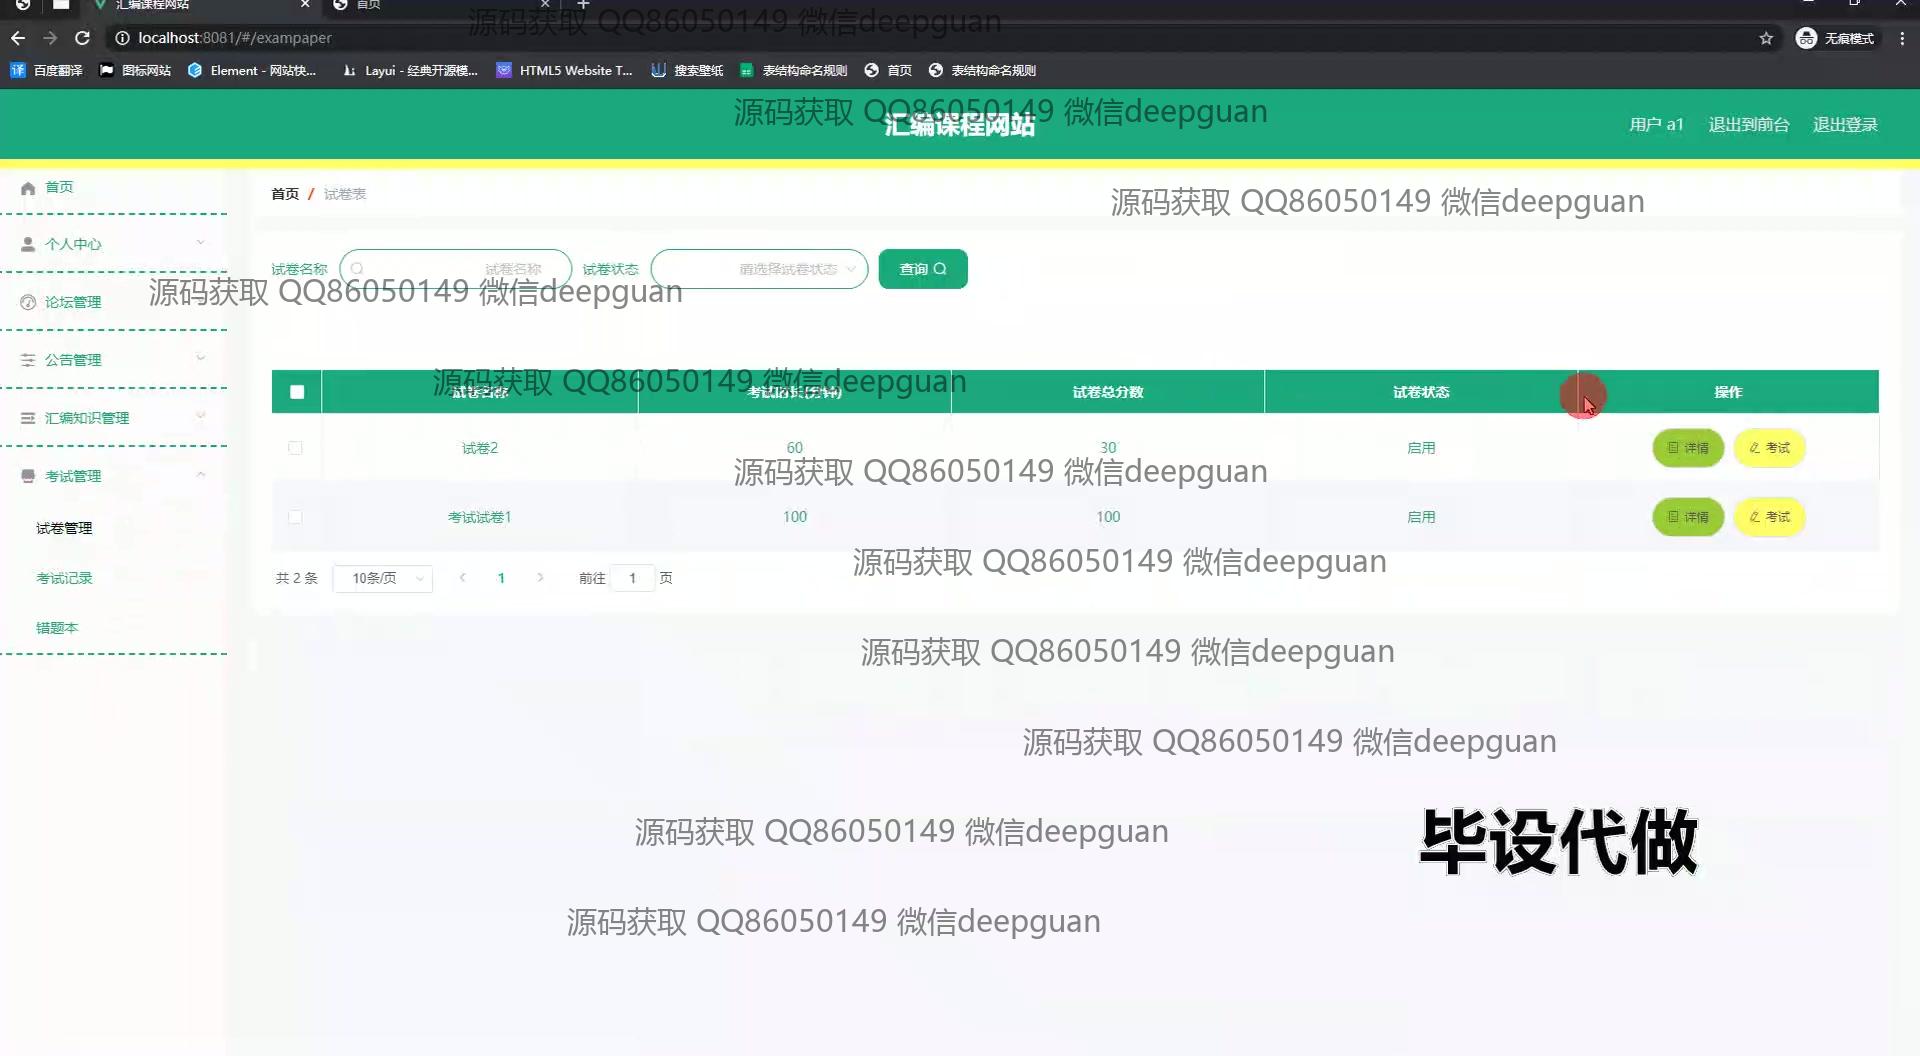 汇编课程网站
首页
源码获取 QQ86050149 微信deepguan
localhost:8081/#/exampaper
无痕模式
百度翻译
图标网站
Element - 网站快...
Layui - 经典开源模...
HTML5 Website T...
搜索壁纸
表结构命名规则
首页
表结构命名规则
源码获取 QQ86050149 微信deepguan
汇编课程网站
用户 a1
退出到前台
退出登录
首页
首页 / 试卷表
源码获取 QQ86050149 微信deepguan
个人中心
试卷名称
试卷名称
试卷状态
请选择试卷状态
查询
论坛管理
源码获取 QQ86050149 微信deepguan
公告管理
源码获取 QQ86050149 微信deepguan
试卷名称
试卷总分数
试卷状态
操作
汇编知识管理
试卷2
60
30
启用
详情
考试
源码获取 QQ86050149 微信deepguan
考试管理
考试试卷1
100
100
启用
详情
考试
试卷管理
源码获取 QQ86050149 微信deepguan
考试记录
共 2 条
10条/页
1
前往 1 页
错题本
源码获取 QQ86050149 微信deepguan
源码获取 QQ86050149 微信deepguan
毕设代做
源码获取 QQ86050149 微信deepguan
源码获取 QQ86050149 微信deepguan